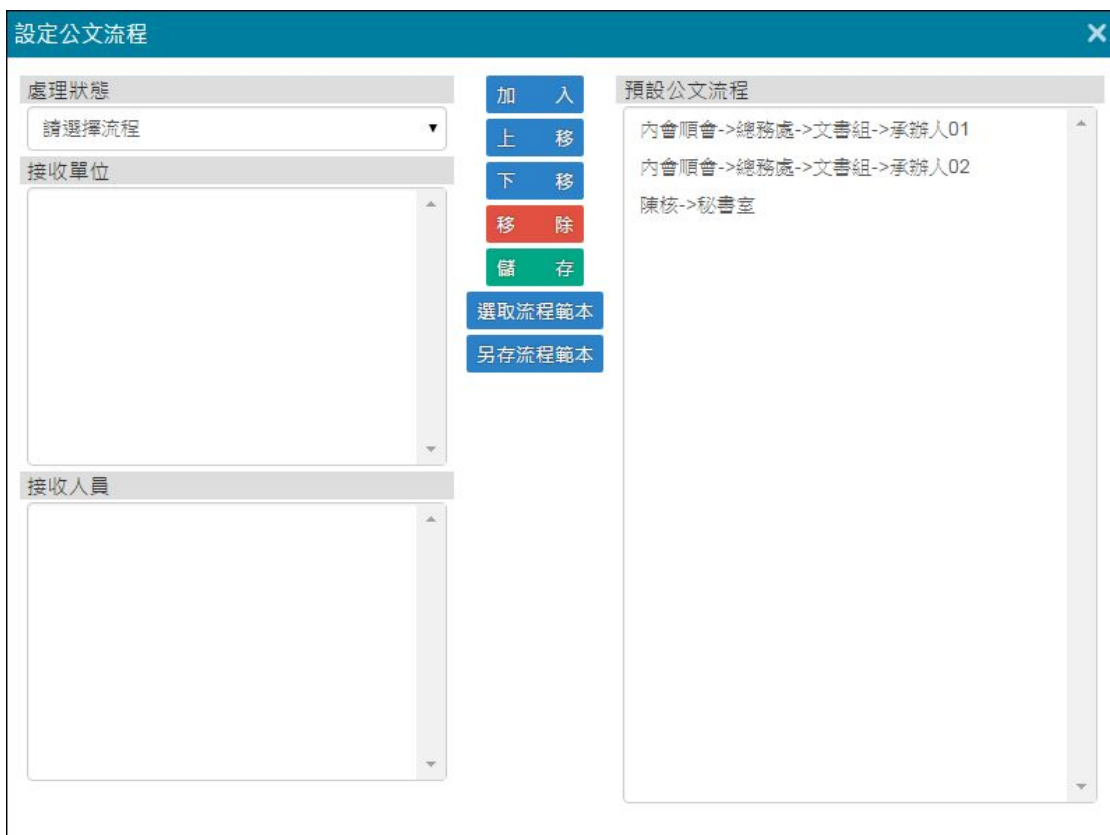 設定公文流程
處理狀態
請選擇流程
接收單位
接收人員
加 入
上 移
下 移
移 除
儲 存
選取流程範本
另存流程範本
預設公文流程
內會順會->總務處->文書組->承辦人01
內會順會->總務處->文書組->承辦人02
陳核->秘書室